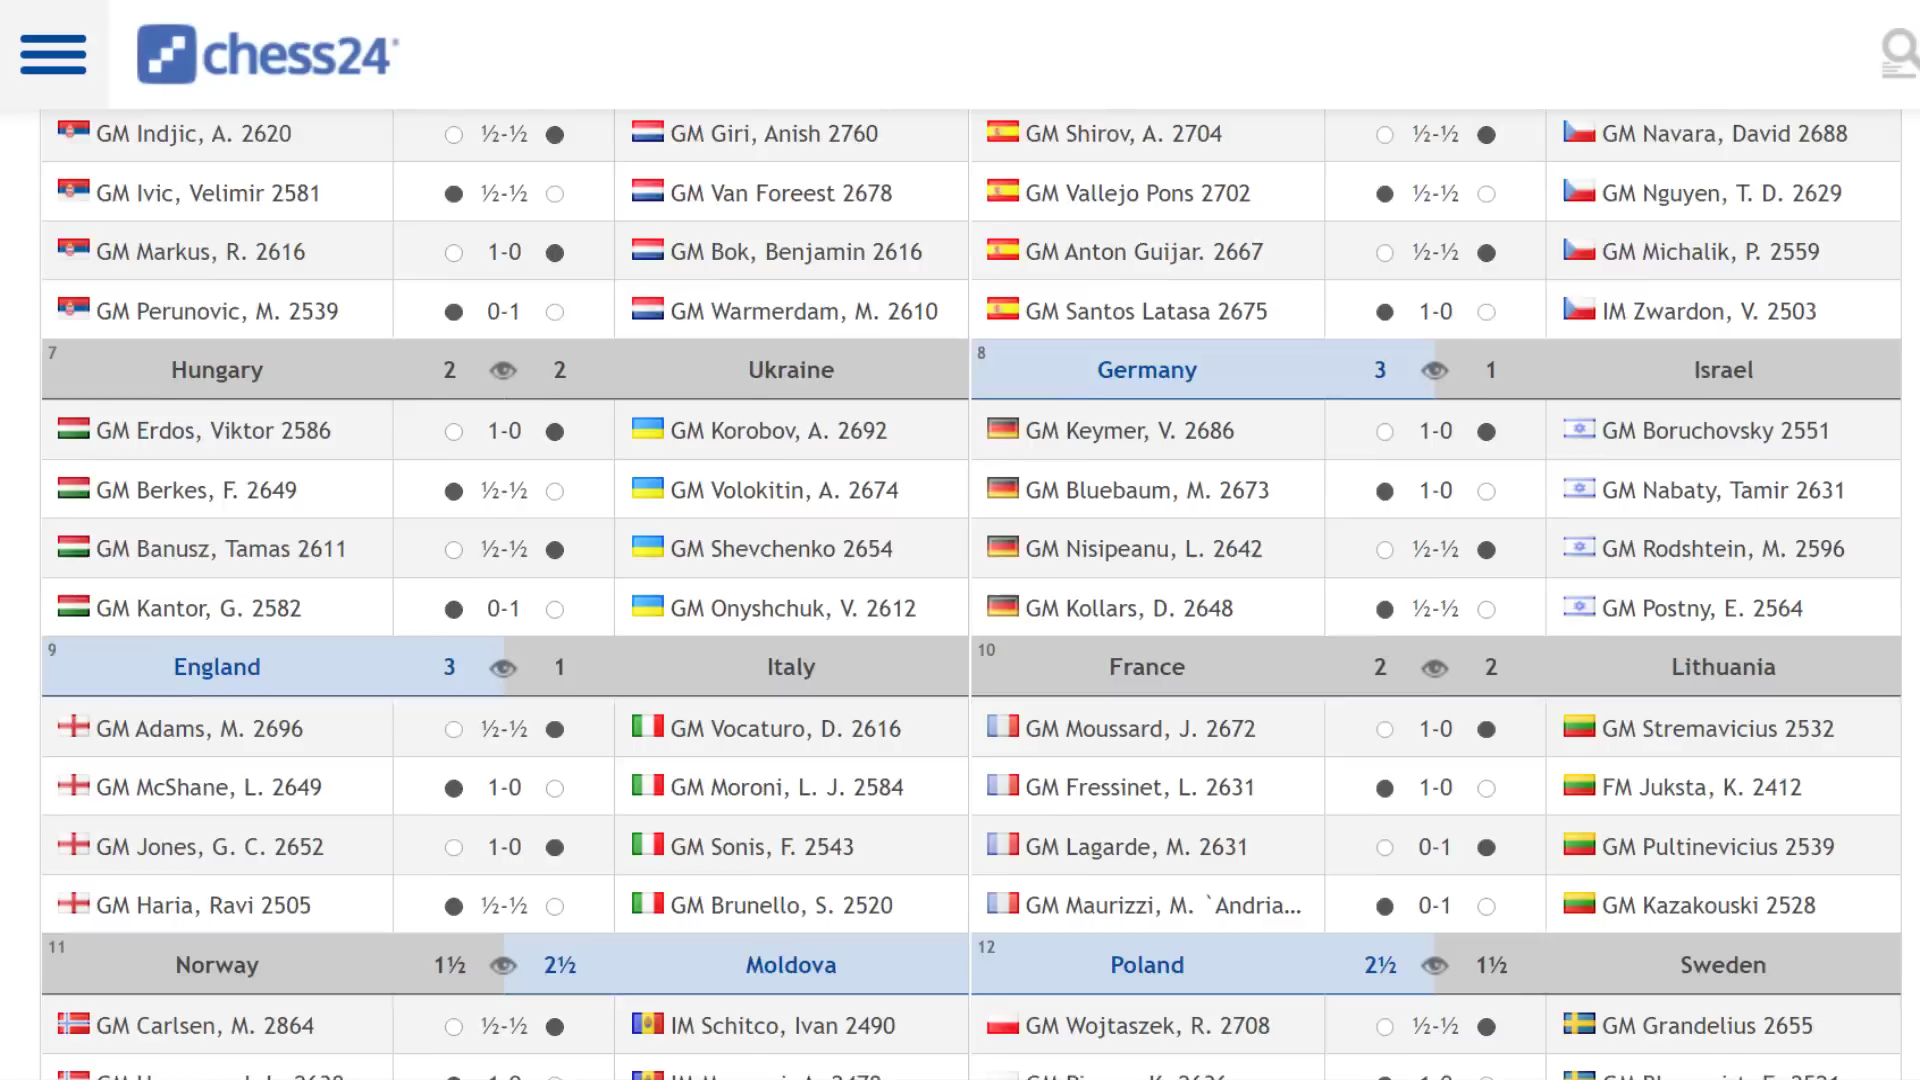 chess24
GM Indjic, A. 2620 ½-½ GM Giri, Anish 2760 GM Shirov, A. 2704 ½-½ GM Navara, David 2688
GM Ivic, Velimir 2581 ½-½ GM Van Foreest 2678 GM Vallejo Pons 2702 ½-½ GM Nguyen, T. D. 2629
GM Markus, R. 2616 1-0 GM Bok, Benjamin 2616 GM Anton Guijar. 2667 ½-½ GM Michalik, P. 2559
GM Perunovic, M. 2539 0-1 GM Warmerdam, M. 2610 GM Santos Latasa 2675 1-0 IM Zwardon, V. 2503
7 Hungary 2 2 Ukraine 8 Germany 3 1 Israel
GM Erdos, Viktor 2586 1-0 GM Korobov, A. 2692 GM Keymer, V. 2686 1-0 GM Boruchovsky 2551
GM Berkes, F. 2649 ½-½ GM Volokitin, A. 2674 GM Bluebaum, M. 2673 1-0 GM Nabaty, Tamir 2631
GM Banusz, Tamas 2611 ½-½ GM Shevchenko 2654 GM Nisipeanu, L. 2642 ½-½ GM Rodshtein, M. 2596
GM Kantor, G. 2582 0-1 GM Onyshchuk, V. 2612 GM Kollars, D. 2648 ½-½ GM Postny, E. 2564
9 England 3 1 Italy 10 France 2 2 Lithuania
GM Adams, M. 2696 ½-½ GM Vocaturo, D. 2616 GM Moussard, J. 2672 1-0 GM Stremavicius 2532
GM McShane, L. 2649 1-0 GM Moroni, L. J. 2584 GM Fressinet, L. 2631 1-0 FM Juksta, K. 2412
GM Jones, G. C. 2652 1-0 GM Sonis, F. 2543 GM Lagarde, M. 2631 0-1 GM Pultinevicius 2539
GM Haria, Ravi 2505 ½-½ GM Brunello, S. 2520 GM Maurizzi, M. `Andria... 0-1 GM Kazakouski 2528
11 Norway 1½ 2½ Moldova 12 Poland 2½ 1½ Sweden
GM Carlsen, M. 2864 ½-½ IM Schitco, Ivan 2490 GM Wojtaszek, R. 2708 ½-½ GM Grandelius 2655